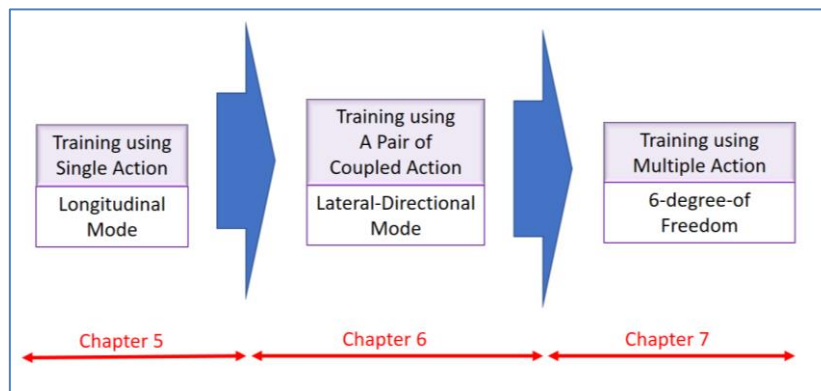 Training using
Single Action
Longitudinal
Mode
Training using
A Pair of
Coupled Action
Lateral-Directional
Mode
Training using
Multiple Action
6-degree-of
Freedom
Chapter 5
Chapter 6
Chapter 7